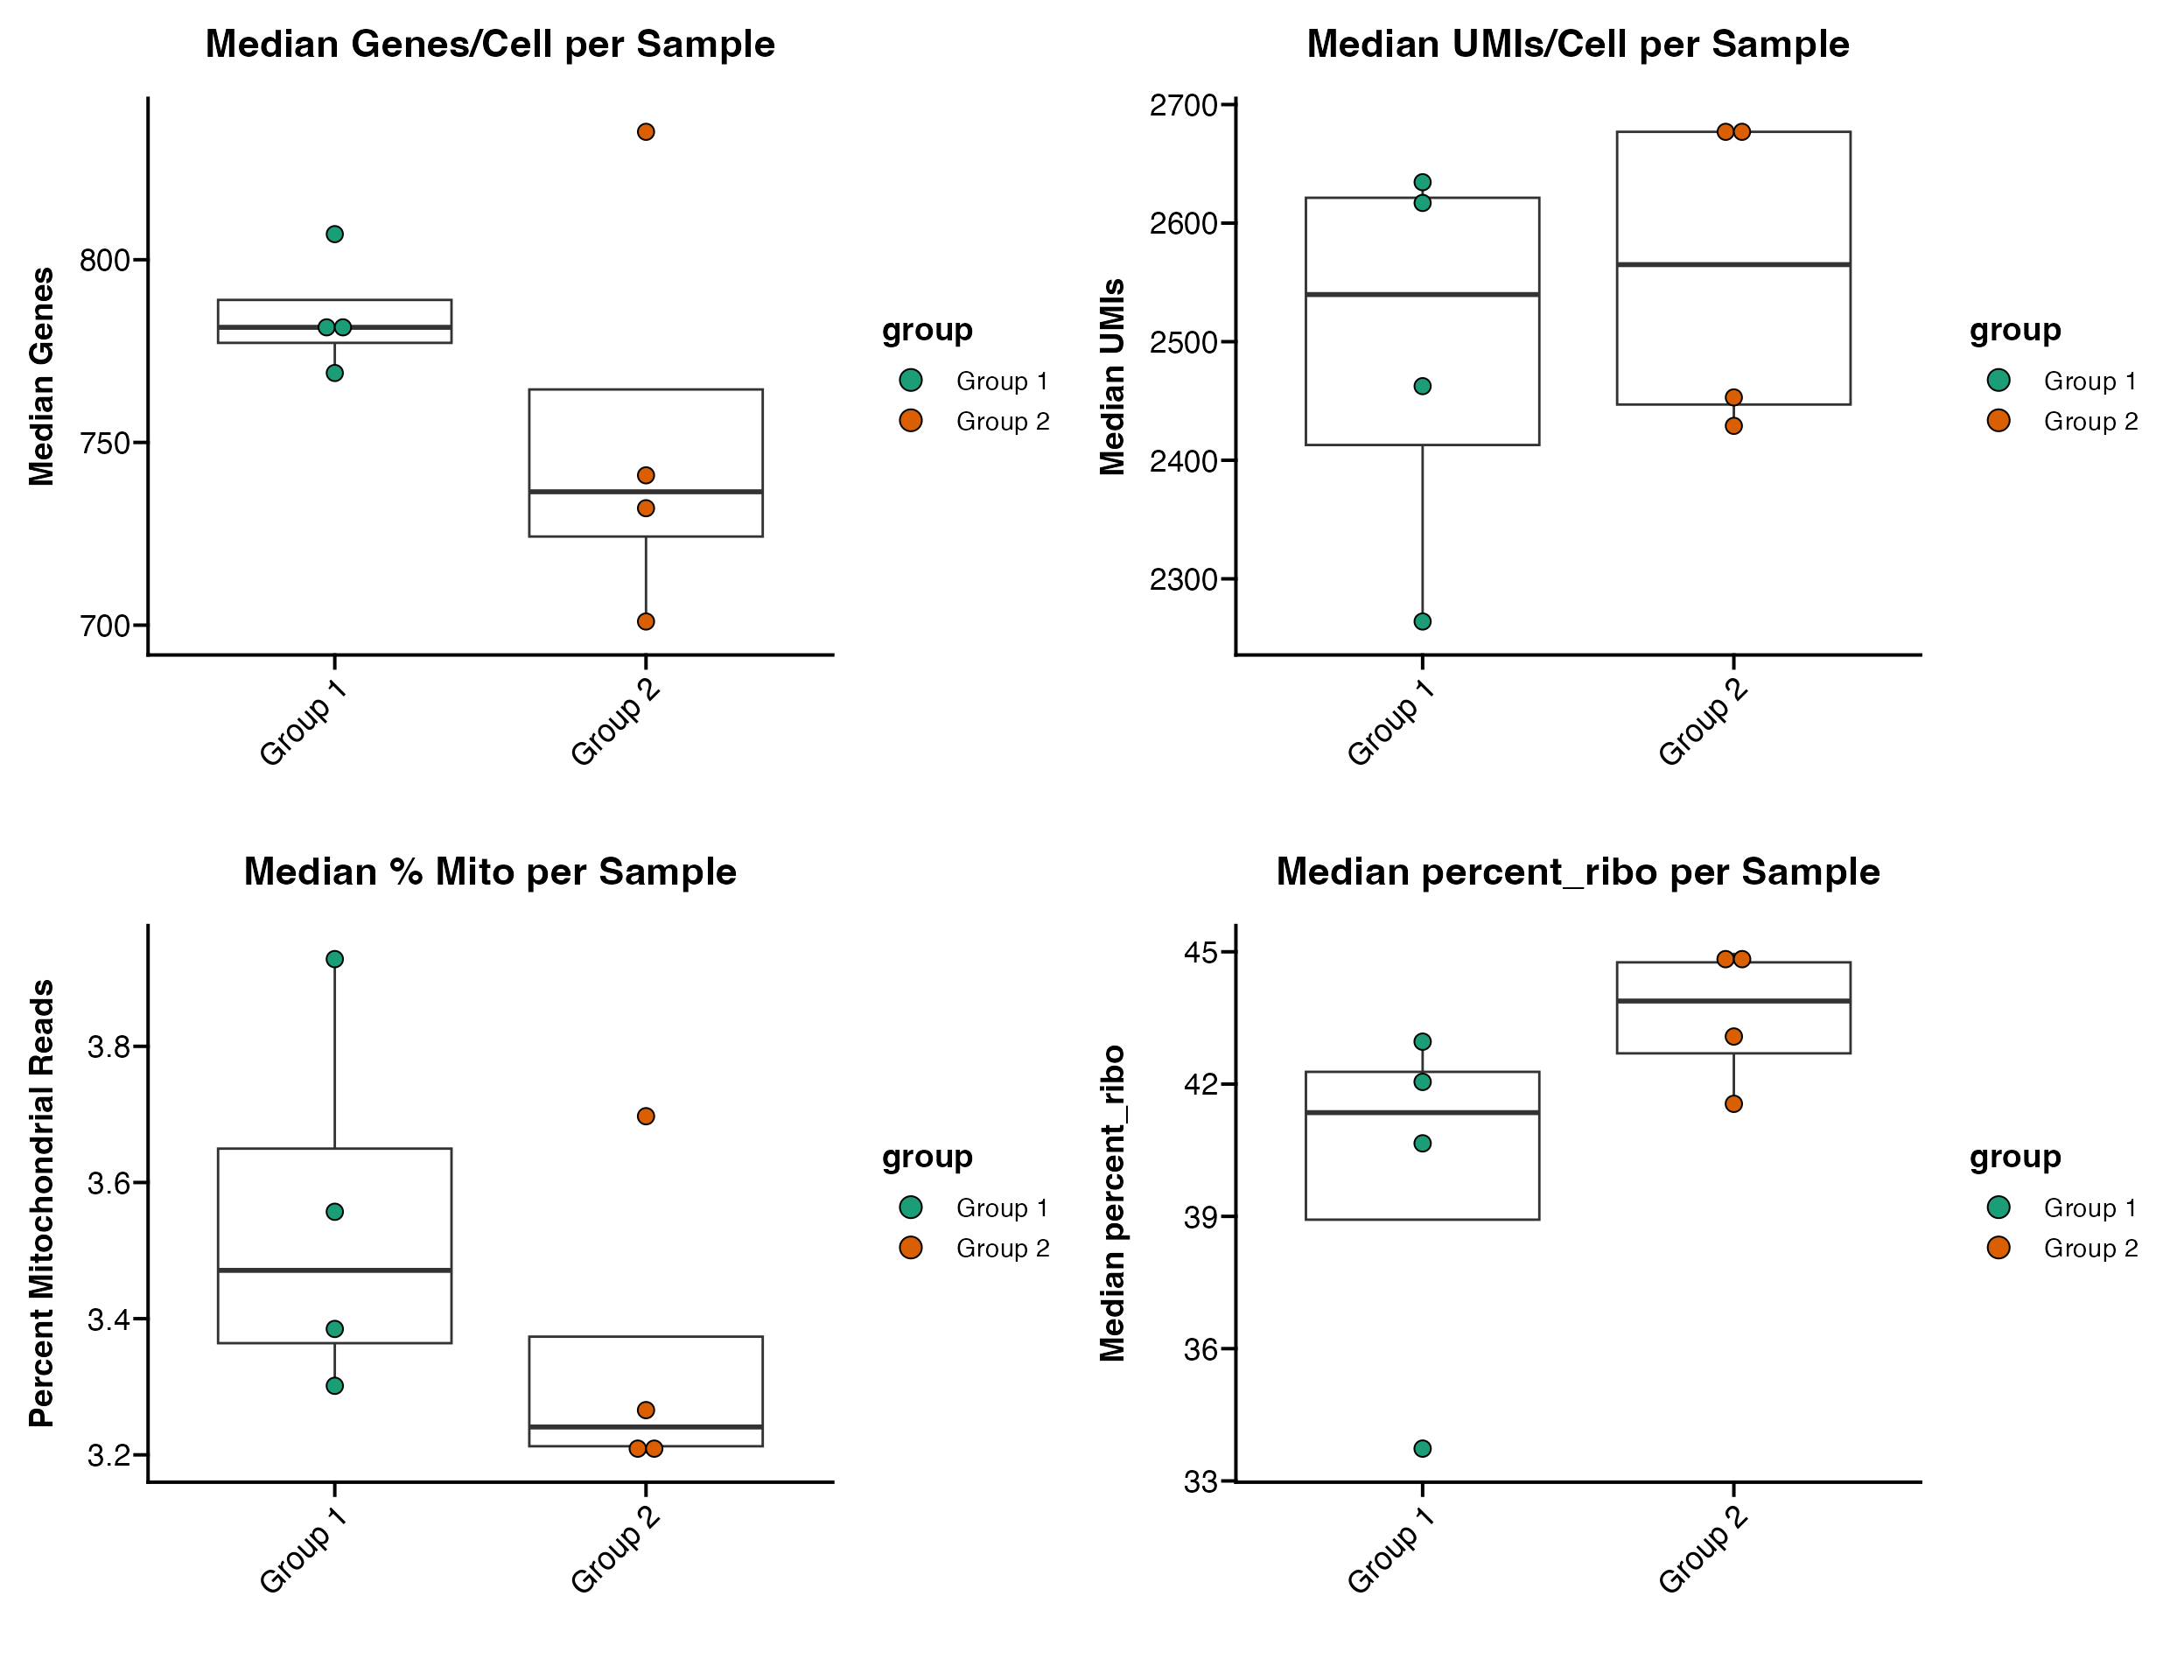 Median Genes/Cell per Sample
Median Genes
800
750
700
Group 1
Group 2
group
Group 1
Group 2
Median UMIs/Cell per Sample
Median UMIs
2700
2600
2500
2400
2300
Group 1
Group 2
group
Group 1
Group 2
Median % Mito per Sample
Percent Mitochondrial Reads
3.8
3.6
3.4
3.2
Group 1
Group 2
group
Group 1
Group 2
Median percent_ribo per Sample
Median percent_ribo
45
42
39
36
33
Group 1
Group 2
group
Group 1
Group 2